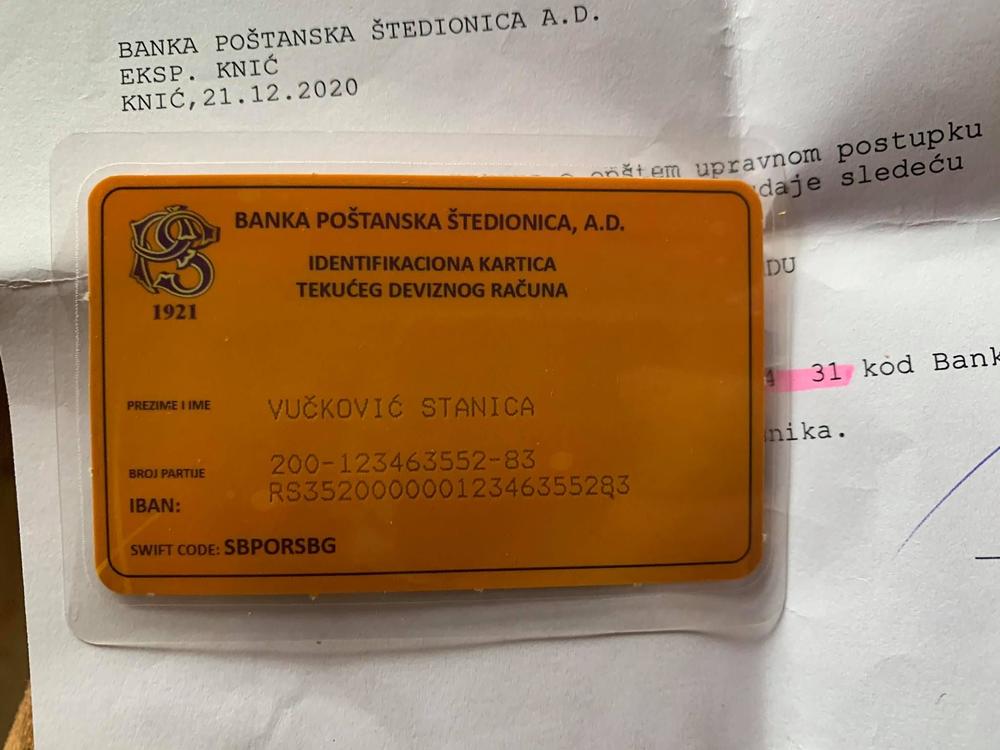 BANKA POŠTANSKA ŠTEDIONICA A.D.
EKSP. KNIĆ
KNIĆ,21.12.2020
opštem upravnom postupku
daje sledeću
DU
31 kod Bank
nika.
BANKA POŠTANSKA ŠTEDIONICA, A.D.
IDENTIFIKACIONA KARTICA
TEKUĆEG DEVIZNOG RAČUNA
1921
PREZIME I IME VUČKOVIĆ STANICA
BROJ PARTIJE 200-123463552-83
IBAN: RS35200000012346355283
SWIFT CODE: SBPORSBG